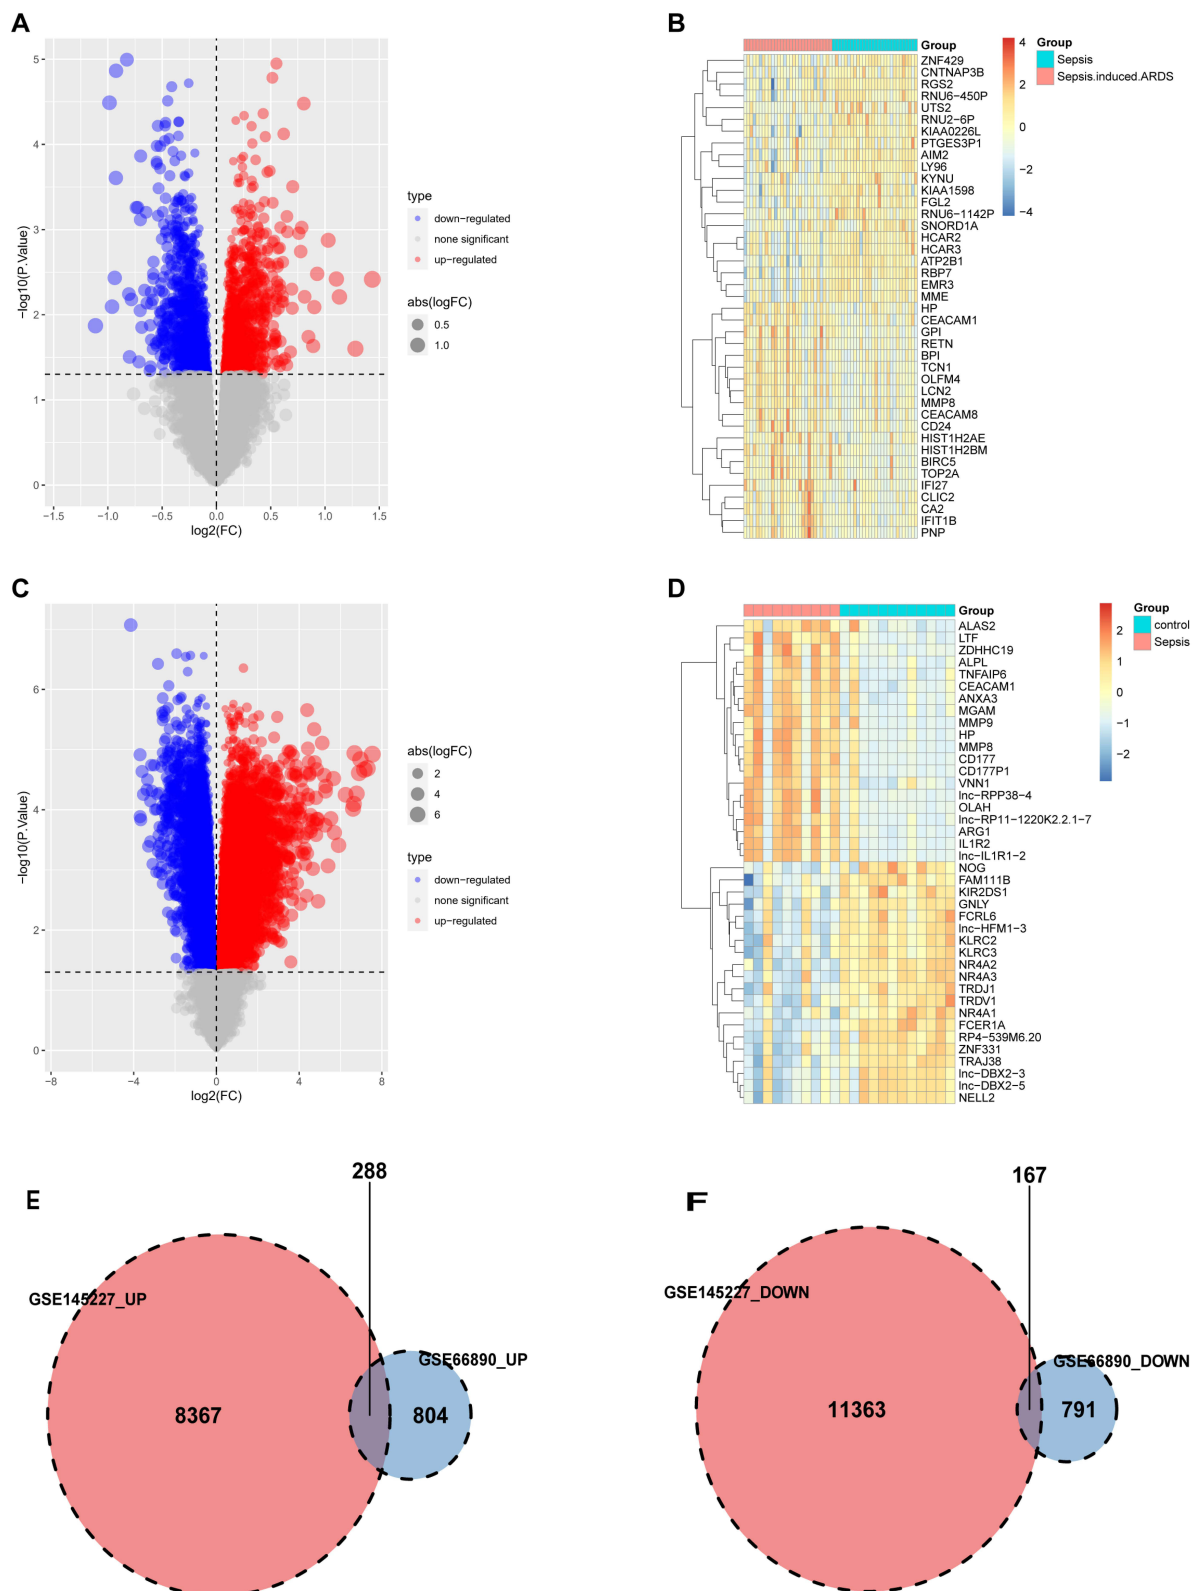 A
5
4
3
2
1
0
−1.5
−1.0
−0.5
0.0
0.5
1.0
1.5
log2(FC)
−log10(P.Value)
type
down−regulated
none significant
up−regulated
abs(logFC)
0.5
1.0
B
Group
ZNF429
CNTNAP3B
RGS2
RNU6−450P
UTS2
RNU2−6P
KIAA0226L
PTGES3P1
AIM2
LY96
KYNU
KIAA1598
FGL2
RNU6−1142P
SNORD1A
HCAR2
HCAR3
ATP2B1
RBP7
EMR3
MME
HP
CEACAM1
GPI
RETN
BPI
TCN1
OLFM4
LCN2
MMP8
CEACAM8
CD24
HIST1H2AE
HIST1H2BM
BIRC5
TOP2A
IFI27
CLIC2
CA2
IFIT1B
PNP
4
2
0
−2
−4
Group
Sepsis
Sepsis.induced.ARDS
C
6
4
2
0
−8
−4
0
4
8
log2(FC)
−log10(P.Value)
abs(logFC)
2
4
6
type
down−regulated
none significant
up−regulated
D
Group
ALAS2
LTF
ZDHHC19
ALPL
TNFAIP6
CEACAM1
ANXA3
MGAM
MMP9
HP
MMP8
CD177
CD177P1
VNN1
lnc−RPP38−4
OLAH
lnc−RP11−1220K2.2.1−7
ARG1
IL1R2
lnc−IL1R1−2
NOG
FAM111B
KIR2DS1
GNLY
FCRL6
lnc−HFM1−3
KLRC2
KLRC3
NR4A2
NR4A3
TRDJ1
TRDV1
NR4A1
FCER1A
RP4−539M6.20
ZNF331
TRAJ38
lnc−DBX2−3
lnc−DBX2−5
NELL2
2
1
0
−1
−2
Group
control
Sepsis
E
288
GSE145227_UP
GSE66890_UP
8367
804
F
167
GSE145227_DOWN
GSE66890_DOWN
11363
791